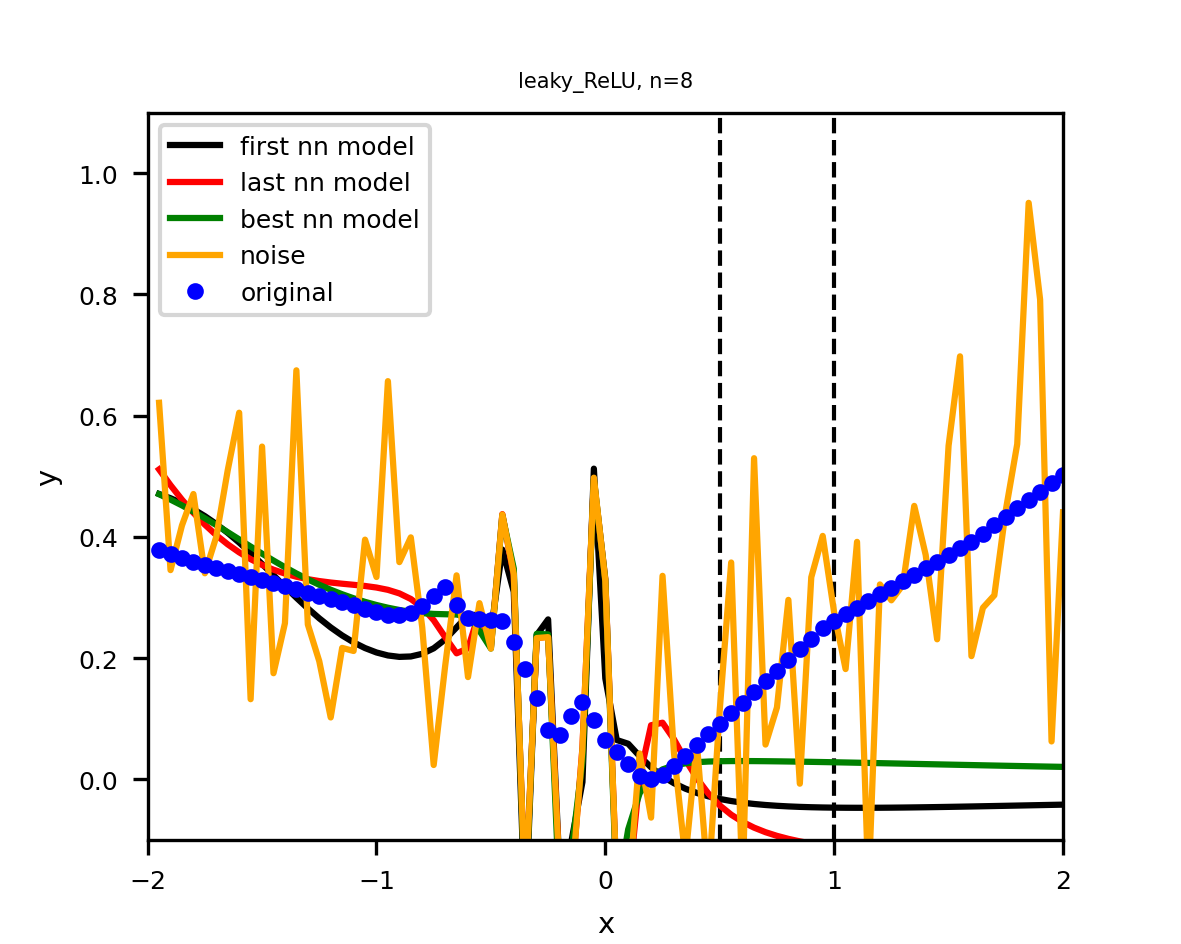 leaky_ReLU, n=8
first nn model
last nn model
best nn model
noise
original
1.0
0.8
0.6
0.4
0.2
0.0
y
−2
−1
0
1
2
x